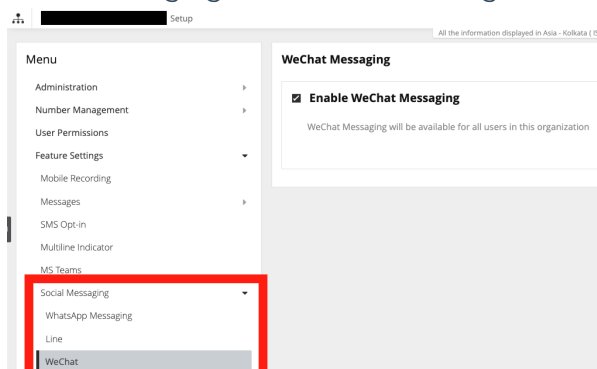 Setup
All the information displayed in Asia - Kolkata ( IS
Menu
Administration
Number Management
User Permissions
Feature Settings
Mobile Recording
Messages
SMS Opt-in
Multiline Indicator
MS Teams
Social Messaging
WhatsApp Messaging
Line
WeChat
WeChat Messaging
Enable WeChat Messaging
WeChat Messaging will be available for all users in this organization